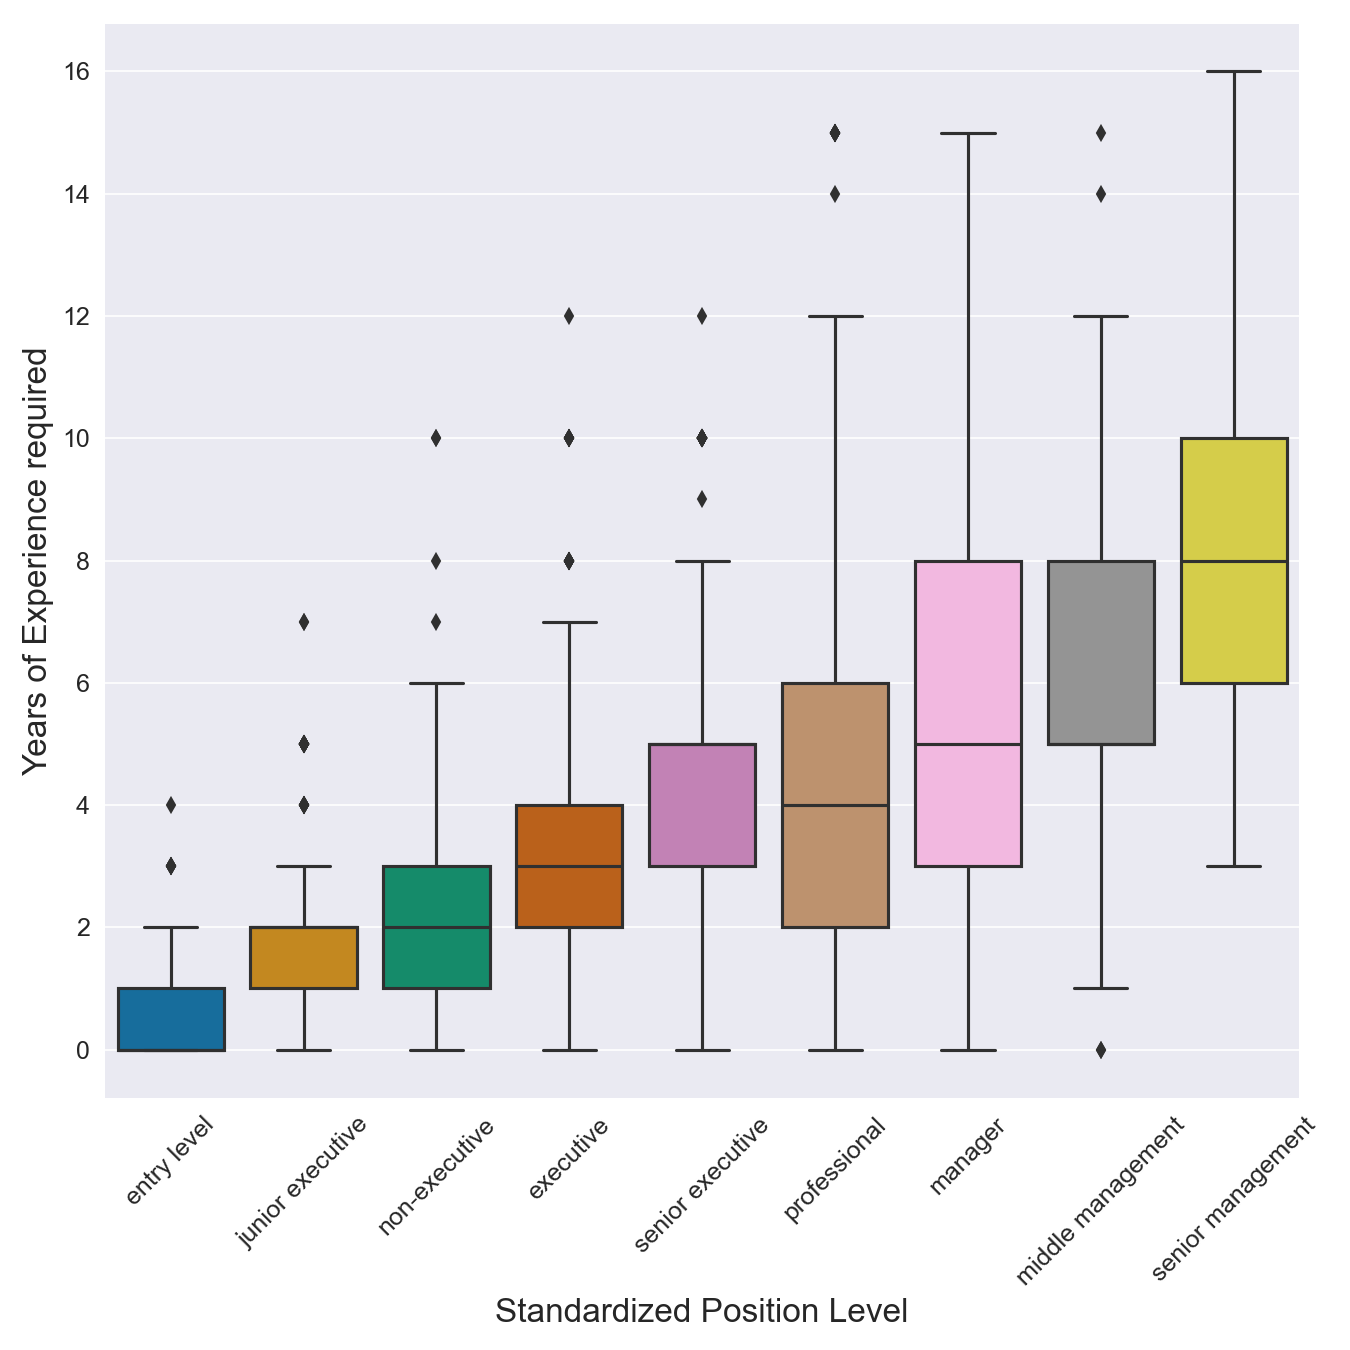 16
14
12
10
8
6
4
2
0
Years of Experience required
entry level
junior executive
non-executive
executive
senior executive
professional
manager
middle management
senior management
Standardized Position Level